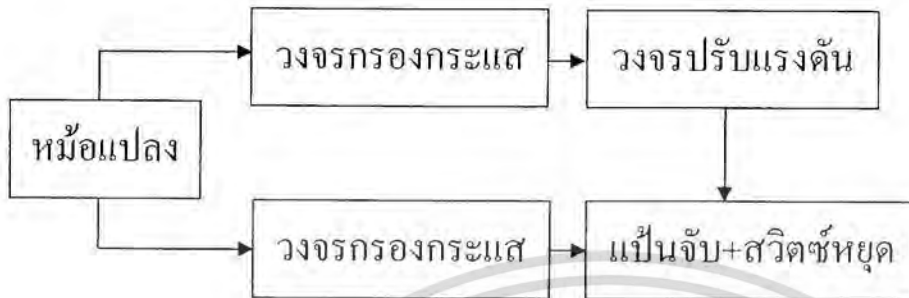 วงจรกรองกระแส
วงจรปรับแรงดัน
หม้อแปลง
วงจรกรองกระแส
แป้นจับ+สวิตซ์หยุด